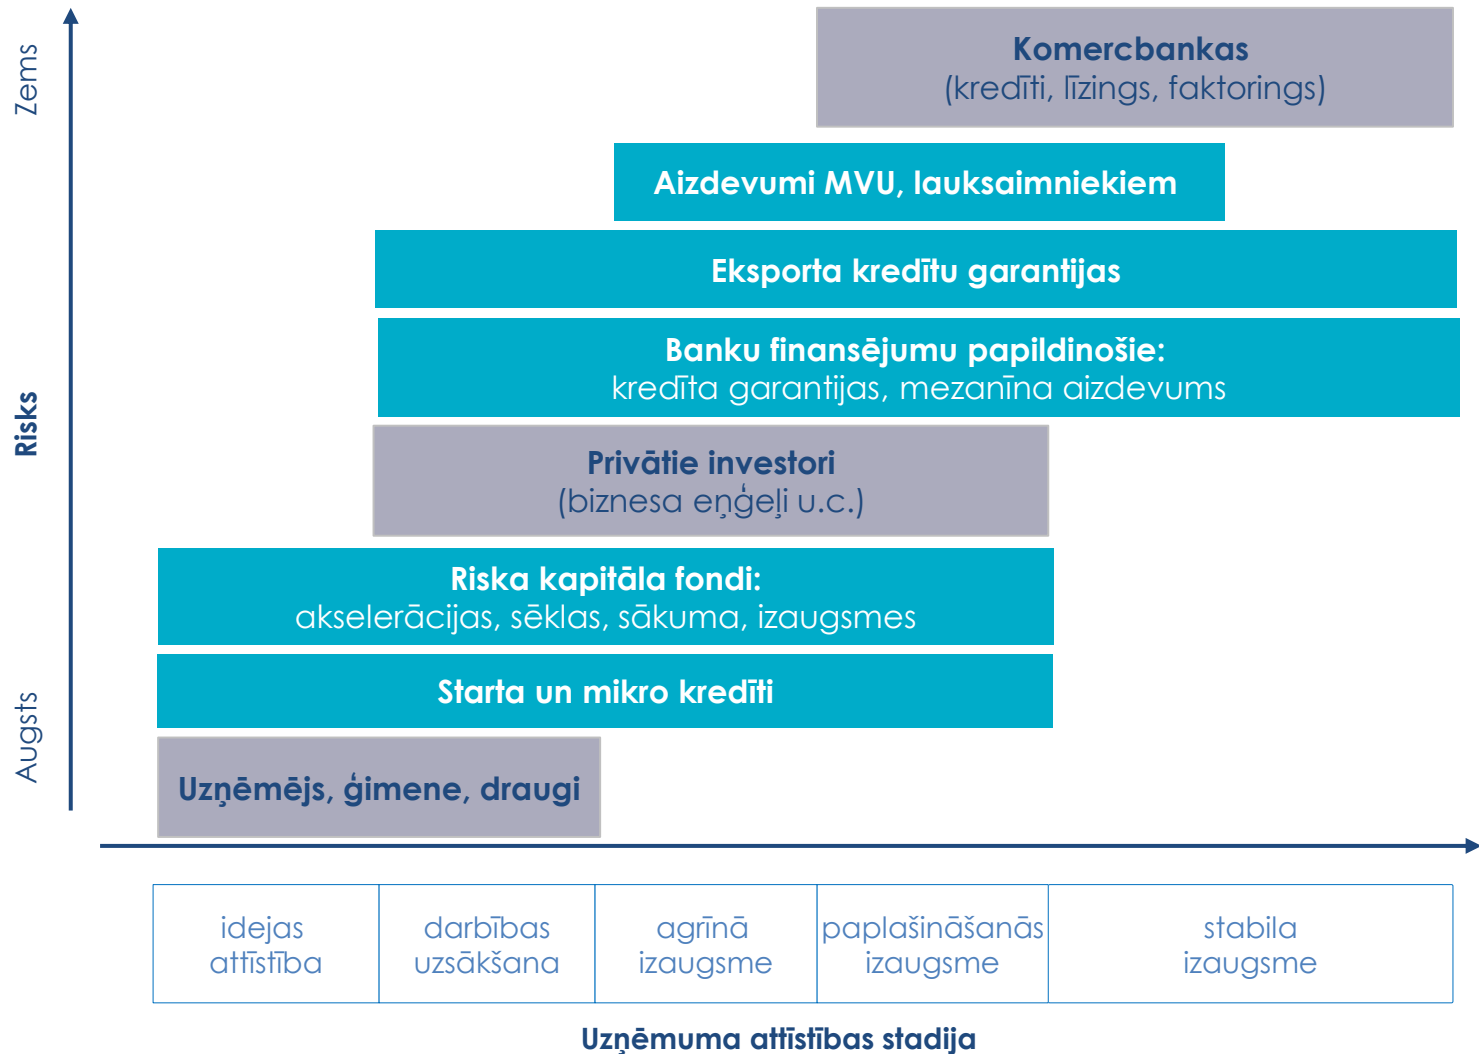 Zems
Komercbankas
(kredīti, līzings, faktorings)
Aizdevumi MVU, lauksaimniekiem
Eksporta kredītu garantijas
Banku finansējumu papildinošie:
kredīta garantijas, mezanīna aizdevums
Risks
Privātie investori
(biznesa eņģeļi u.c.)
Riska kapitāla fondi:
akselerācijas, sēklas, sākuma, izaugsmes
Starta un mikro kredīti
Augsts
Uzņēmējs, ģimene, draugi
idejas
attīstība
darbības
uzsākšana
agrīnā
izaugsme
paplašināšanās
izaugsme
stabila
izaugsme
Uzņēmuma attīstības stadija